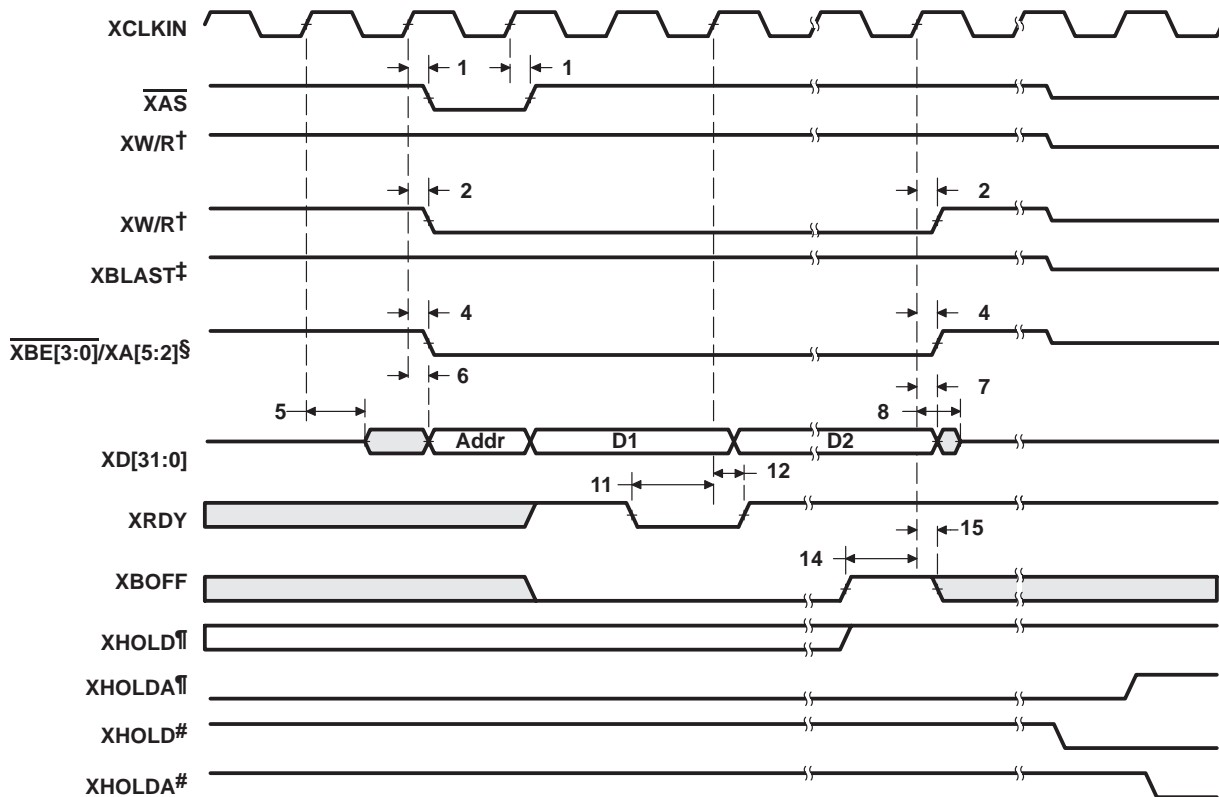 XCLKIN
1 1
XAS
XW/R†
2 2
XW/R†
XBLAST‡
4 4
XBE[3:0]/XA[5:2]§
6 7
5 8
Addr D1 D2
XD[31:0]
11 12
XRDY
15
14
XBOFF
XHOLD¶
XHOLDA¶
XHOLD#
XHOLDA#